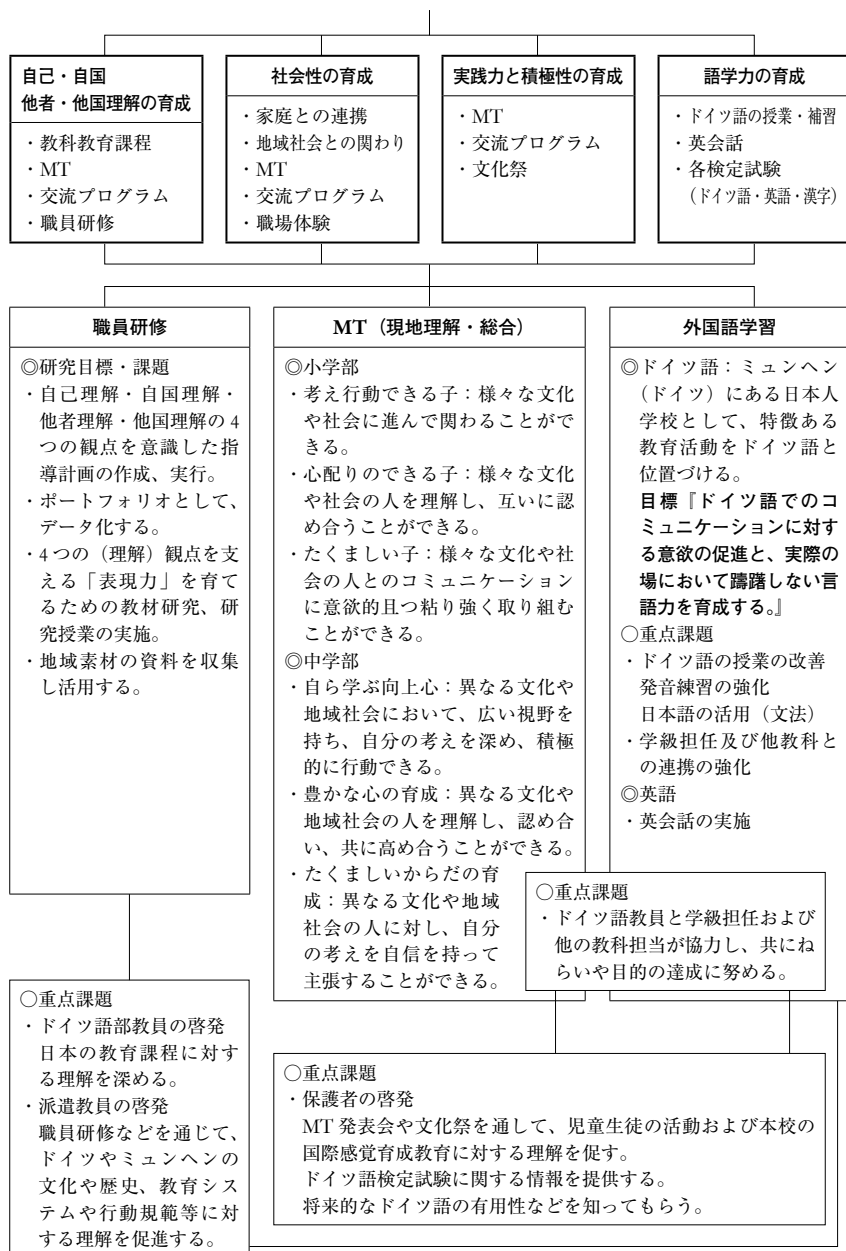 自己・自国
他者・他国理解の育成
・教科教育課程
・MT
・交流プログラム
・職員研修
社会性の育成
・家庭との連携
・地域社会との関わり
・MT
・交流プログラム
・職場体験
実践力と積極性の育成
・MT
・交流プログラム
・文化祭
語学力の育成
・ドイツ語の授業・補習
・英会話
・各検定試験
（ドイツ語・英語・漢字）
職員研修
◎研究目標・課題
・自己理解・自国理解・
他者理解・他国理解の4
つの観点を意識した指
導計画の作成、実行。
・ポートフォリオとして、
データ化する。
・4つの（理解）観点を支
える「表現力」を育て
るための教材研究、研
究授業の実施。
・地域素材の資料を収集
し活用する。
MT（現地理解・総合）
◎小学部
・考え行動できる子：様々な文化
や社会に進んで関わることがで
きる。
・心配りのできる子：様々な文化
や社会の人を理解し、互いに認
め合うことができる。
・たくましい子：様々な文化や社
会の人とのコミュニケーション
に意欲的且つ粘り強く取り組む
ことができる。
◎中学部
・自ら学ぶ向上心：異なる文化や
地域社会において、広い視野を
持ち、自分の考えを深め、積極
的に行動できる。
・豊かな心の育成：異なる文化や
地域社会の人を理解し、認め合
い、共に高め合うことができる。
・たくましいからだの育
成：異なる文化や地域
社会の人に対し、自分
の考えを自信を持って
主張することができる。
外国語学習
◎ドイツ語：ミュンヘン
（ドイツ）にある日本人
学校として、特徴ある
教育活動をドイツ語と
位置づける。
目標『ドイツ語でのコ
ミュニケーションに対す
る意欲の促進と、実際の
場において躊躇しない言
語力を育成する。』
○重点課題
・ドイツ語の授業の改善
発音練習の強化
日本語の活用（文法）
・学級担任及び他教科と
の連携の強化
◎英語
・英会話の実施
○重点課題
・ドイツ語教員と学級担任および
他の教科担当が協力し、共にね
らいや目的の達成に努める。
○重点課題
・ドイツ語部教員の啓発
日本の教育課程に対す
る理解を深める。
・派遣教員の啓発
職員研修などを通じて、
ドイツやミュンヘンの
文化や歴史、教育シス
テムや行動規範等に対
する理解を促進する。
○重点課題
・保護者の啓発
MT 発表会や文化祭を通して、児童生徒の活動および本校の
国際感覚育成教育に対する理解を促す。
ドイツ語検定試験に関する情報を提供する。
将来的なドイツ語の有用性などを知ってもらう。